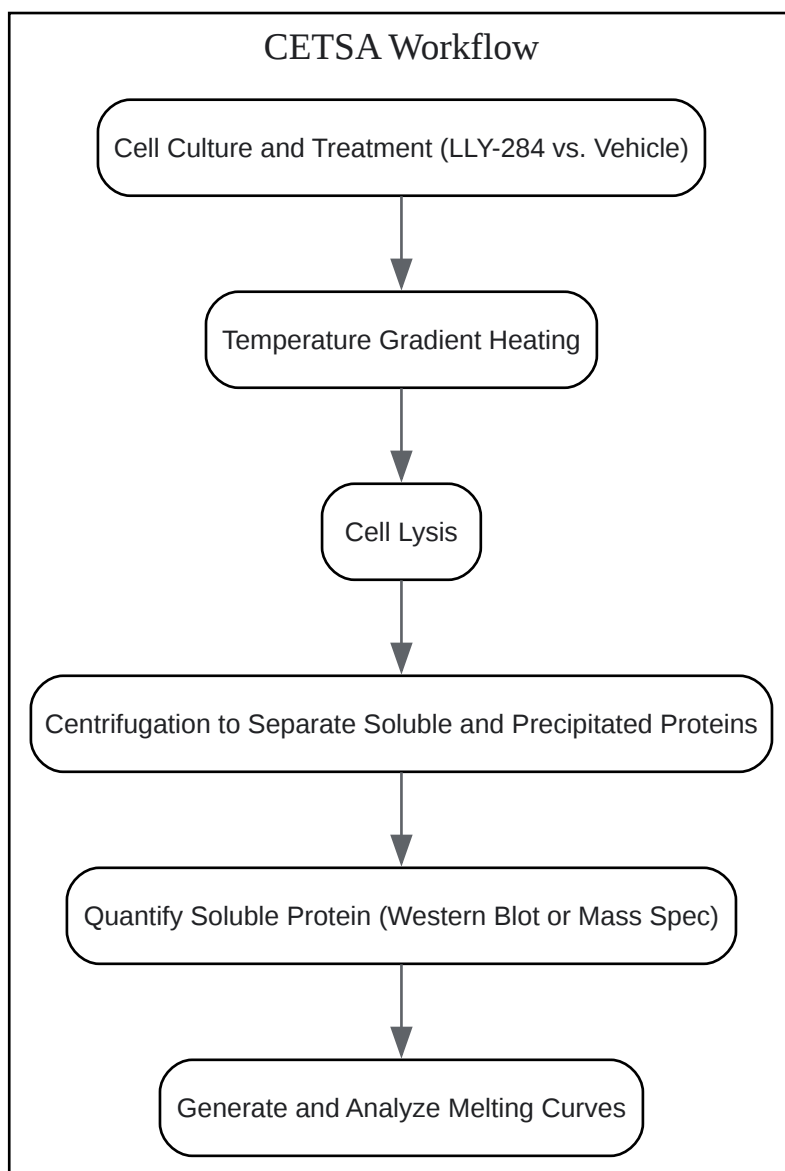 CETSA Workflow
Cell Culture and Treatment (LLY-284 vs. Vehicle)
Temperature Gradient Heating
Cell Lysis
Centrifugation to Separate Soluble and Precipitated Proteins
Quantify Soluble Protein (Western Blot or Mass Spec)
Generate and Analyze Melting Curves